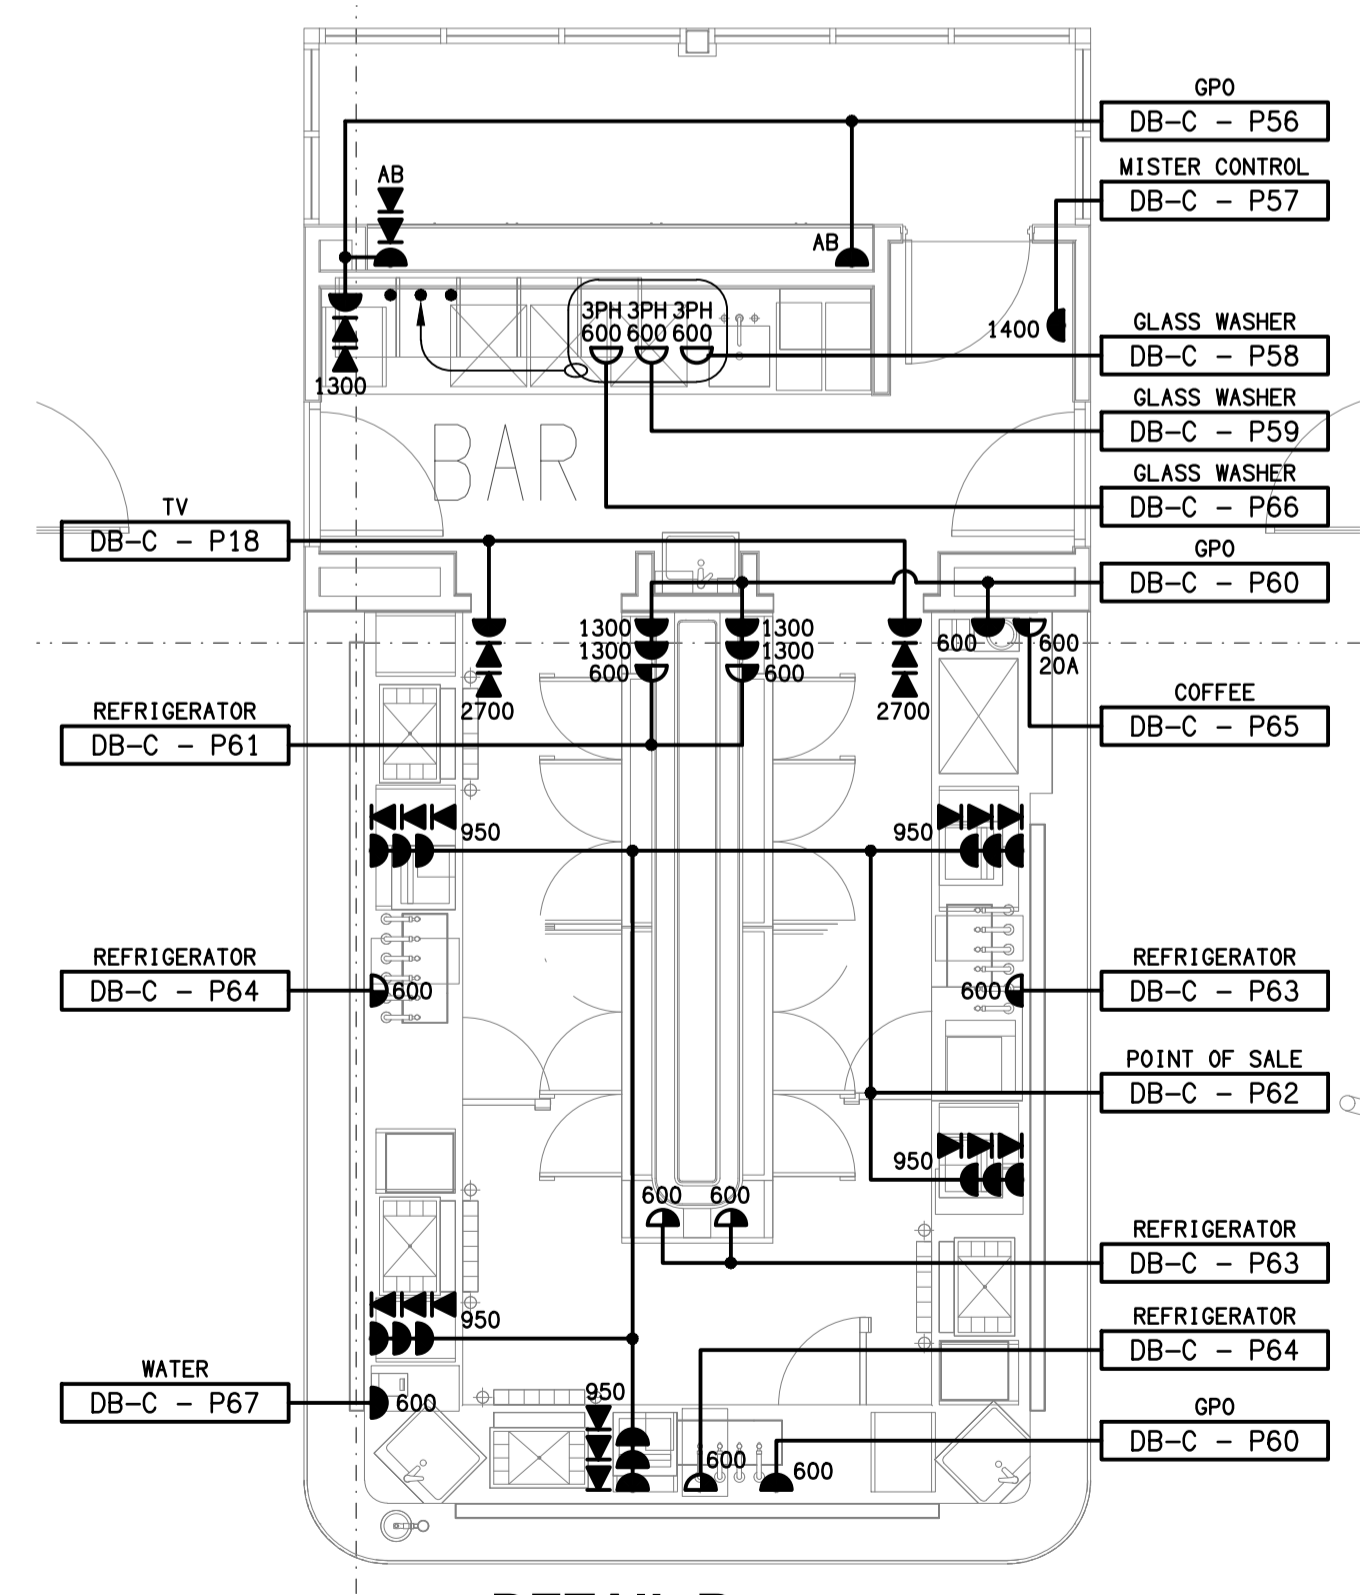 GPO
DB-C - P56
MISTER CONTROL
DB-C - P57
AB
AB
3PH 3PH 3PH
600 600 600
1400
GLASS WASHER
DB-C - P58
1300
GLASS WASHER
DB-C - P59
BAR
GLASS WASHER
DB-C - P66
TV
DB-C - P18
GPO
DB-C - P60
1300 1300
1300 1300
600 600
600
600
20A
2700
2700
COFFEE
DB-C - P65
REFRIGERATOR
DB-C - P61
950
950
REFRIGERATOR
DB-C - P64
600
600
REFRIGERATOR
DB-C - P63
POINT OF SALE
DB-C - P62
950
600 600
REFRIGERATOR
DB-C - P63
950
REFRIGERATOR
DB-C - P64
WATER
DB-C - P67
600
950
GPO
DB-C - P60
600
600